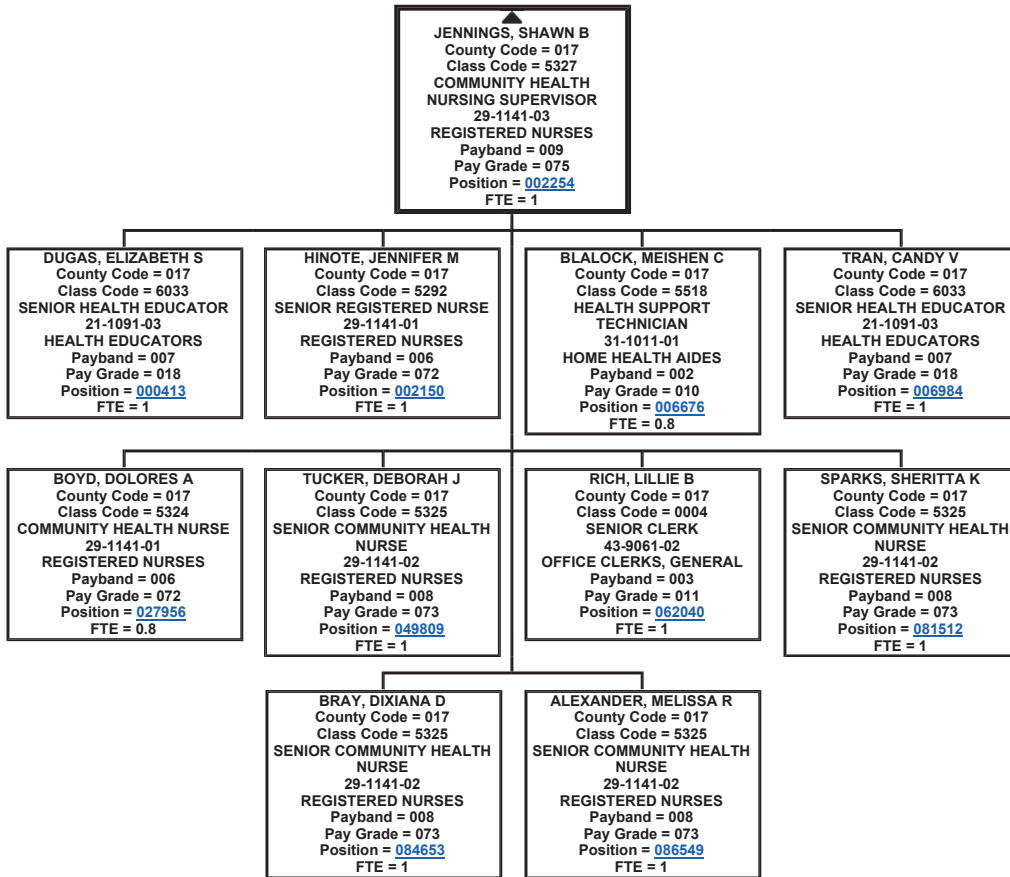 JENNINGS, SHAWN B
County Code = 017
Class Code = 5327
COMMUNITY HEALTH
NURSING SUPERVISOR
29-1141-03
REGISTERED NURSES
Payband = 009
Pay Grade = 075
Position = 002254
FTE = 1
DUGAS, ELIZABETH S
County Code = 017
Class Code = 6033
SENIOR HEALTH EDUCATOR
21-1091-03
HEALTH EDUCATORS
Payband = 007
Pay Grade = 018
Position = 000413
FTE = 1
HINOTE, JENNIFER M
County Code = 017
Class Code = 5292
SENIOR REGISTERED NURSE
29-1141-01
REGISTERED NURSES
Payband = 006
Pay Grade = 072
Position = 002150
FTE = 1
BLALOCK, MEISHEN C
County Code = 017
Class Code = 5518
HEALTH SUPPORT
TECHNICIAN
31-1011-01
HOME HEALTH AIDES
Payband = 002
Pay Grade = 010
Position = 006676
FTE = 0.8
TRAN, CANDY V
County Code = 017
Class Code = 6033
SENIOR HEALTH EDUCATOR
21-1091-03
HEALTH EDUCATORS
Payband = 007
Pay Grade = 018
Position = 006984
FTE = 1
BOYD, DOLORES A
County Code = 017
Class Code = 5324
COMMUNITY HEALTH NURSE
29-1141-01
REGISTERED NURSES
Payband = 006
Pay Grade = 072
Position = 027956
FTE = 0.8
TUCKER, DEBORAH J
County Code = 017
Class Code = 5325
SENIOR COMMUNITY HEALTH
NURSE
29-1141-02
REGISTERED NURSES
Payband = 008
Pay Grade = 073
Position = 049809
FTE = 1
RICH, LILLIE B
County Code = 017
Class Code = 0004
SENIOR CLERK
43-9061-02
OFFICE CLERKS, GENERAL
Payband = 003
Pay Grade = 011
Position = 062040
FTE = 1
SPARKS, SHERITTA K
County Code = 017
Class Code = 5325
SENIOR COMMUNITY HEALTH
NURSE
29-1141-02
REGISTERED NURSES
Payband = 008
Pay Grade = 073
Position = 081512
FTE = 1
BRAY, DIXIANA D
County Code = 017
Class Code = 5325
SENIOR COMMUNITY HEALTH
NURSE
29-1141-02
REGISTERED NURSES
Payband = 008
Pay Grade = 073
Position = 084653
FTE = 1
ALEXANDER, MELISSA R
County Code = 017
Class Code = 5325
SENIOR COMMUNITY HEALTH
NURSE
29-1141-02
REGISTERED NURSES
Payband = 008
Pay Grade = 073
Position = 086549
FTE = 1